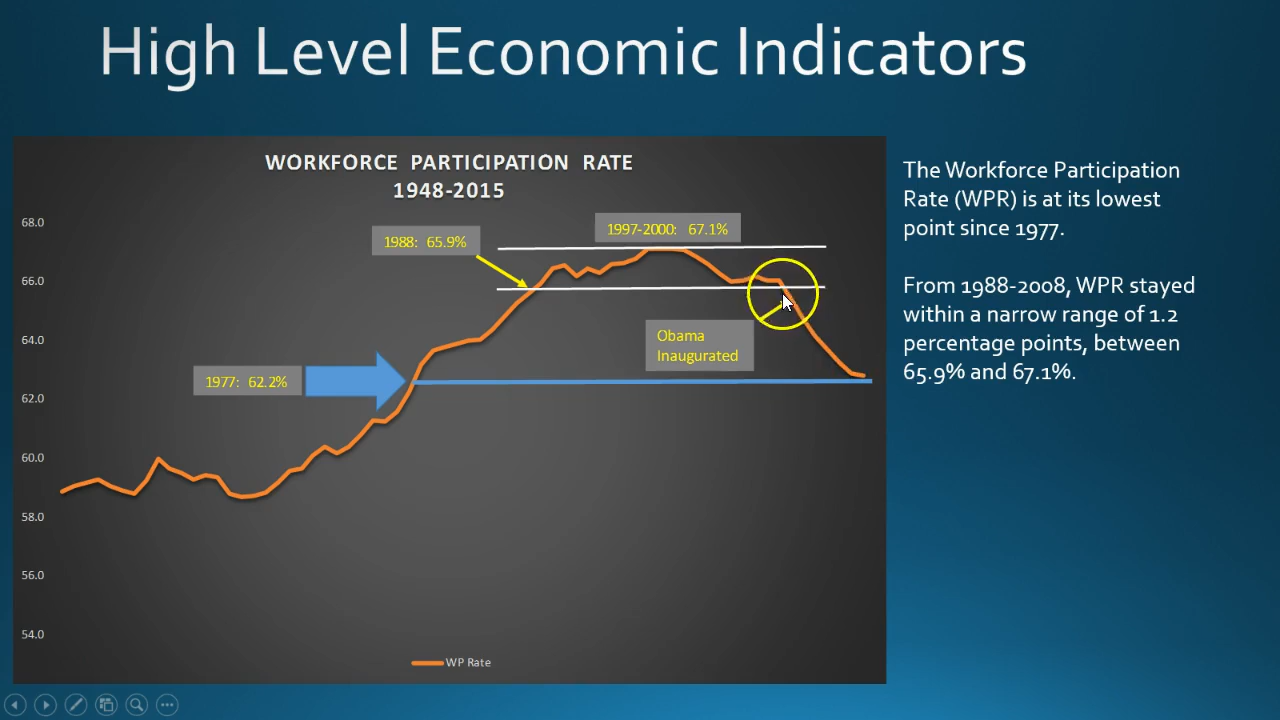 High Level Economic Indicators
WORKFORCE PARTICIPATION RATE
1948-2015
68.0
66.0
64.0
62.0
60.0
58.0
56.0
54.0
1988: 65.9%
1997-2000: 67.1%
Obama
Inaugurated
1977: 62.2%
WP Rate
The Workforce Participation
Rate (WPR) is at its lowest
point since 1977.
From 1988-2008, WPR stayed
within a narrow range of 1.2
percentage points, between
65.9% and 67.1%.